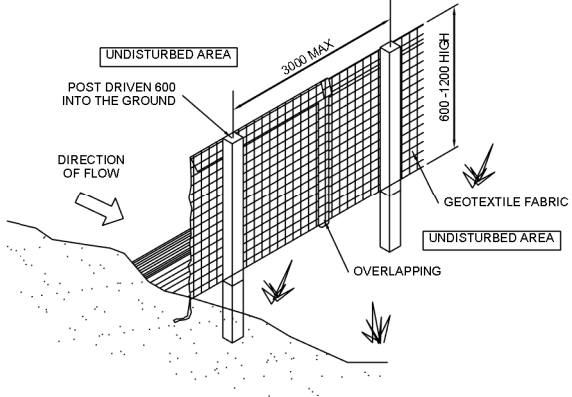 UNDISTURBED AREA
3000 MAX
600 -1200 HIGH
POST DRIVEN 600
INTO THE GROUND
DIRECTION
OF FLOW
GEOTEXTILE FABRIC
UNDISTURBED AREA
OVERLAPPING